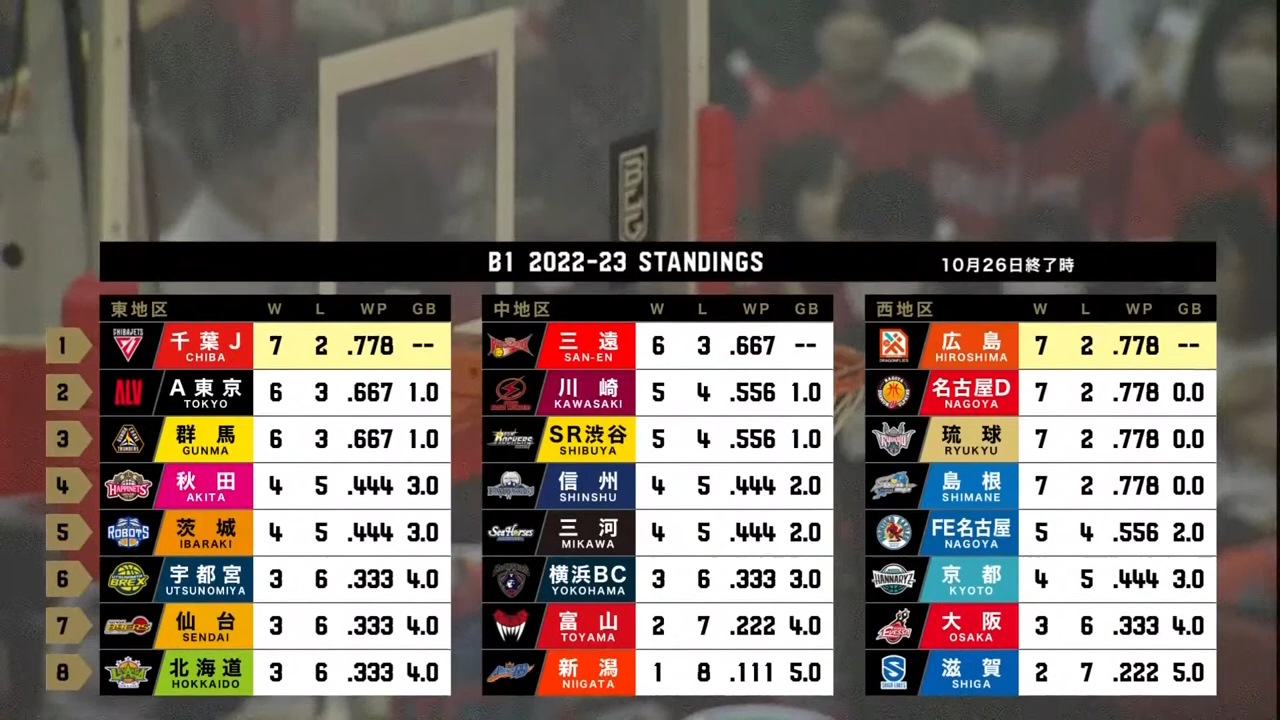 B1 2022-23 STANDINGS 10月26日終了時
東地区 W L WP GB
1 千葉J CHIBA 7 2 .778 --
2 A東京 TOKYO 6 3 .667 1.0
3 群馬 GUNMA 6 3 .667 1.0
4 秋田 AKITA 4 5 .444 3.0
5 茨城 IBARAKI 4 5 .444 3.0
6 宇都宮 UTSUNOMIYA 3 6 .333 4.0
7 仙台 SENDAI 3 6 .333 4.0
8 北海道 HOKKAIDO 3 6 .333 4.0
中地区 W L WP GB
三遠 SAN-EN 6 3 .667 --
川崎 KAWASAKI 5 4 .556 1.0
SR渋谷 SHIBUYA 5 4 .556 1.0
信州 SHINSHU 4 5 .444 2.0
三河 MIKAWA 4 5 .444 2.0
横浜BC YOKOHAMA 3 6 .333 3.0
富山 TOYAMA 2 7 .222 4.0
新潟 NIIGATA 1 8 .111 5.0
西地区 W L WP GB
広島 HIROSHIMA 7 2 .778 --
名古屋D NAGOYA 7 2 .778 0.0
琉球 RYUKYU 7 2 .778 0.0
島根 SHIMANE 7 2 .778 0.0
FE名古屋 NAGOYA 5 4 .556 2.0
京都 KYOTO 4 5 .444 3.0
大阪 OSAKA 3 6 .333 4.0
滋賀 SHIGA 2 7 .222 5.0